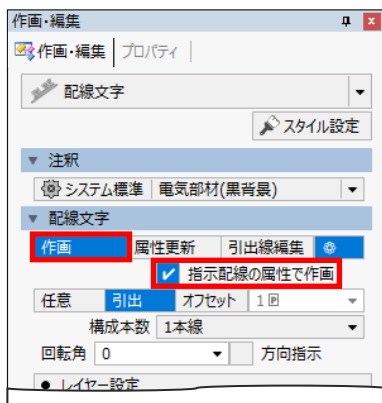 作画・編集
作画・編集 プロパティ
配線文字
スタイル設定
▼ 注釈
システム標準 電気部材(黒背景)
▼ 配線文字
作画 属性更新 引出線編集
指示配線の属性で作画
任意 引出 オフセット 1 P
構成本数 1本線
回転角 0 方向指示
● レイヤー設定